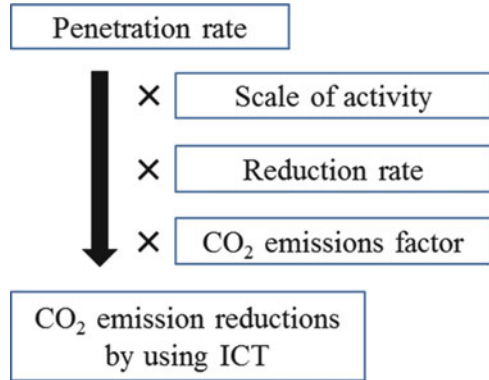 Penetration rate
× Scale of activity
× Reduction rate
× CO₂ emissions factor
CO₂ emission reductions
by using ICT